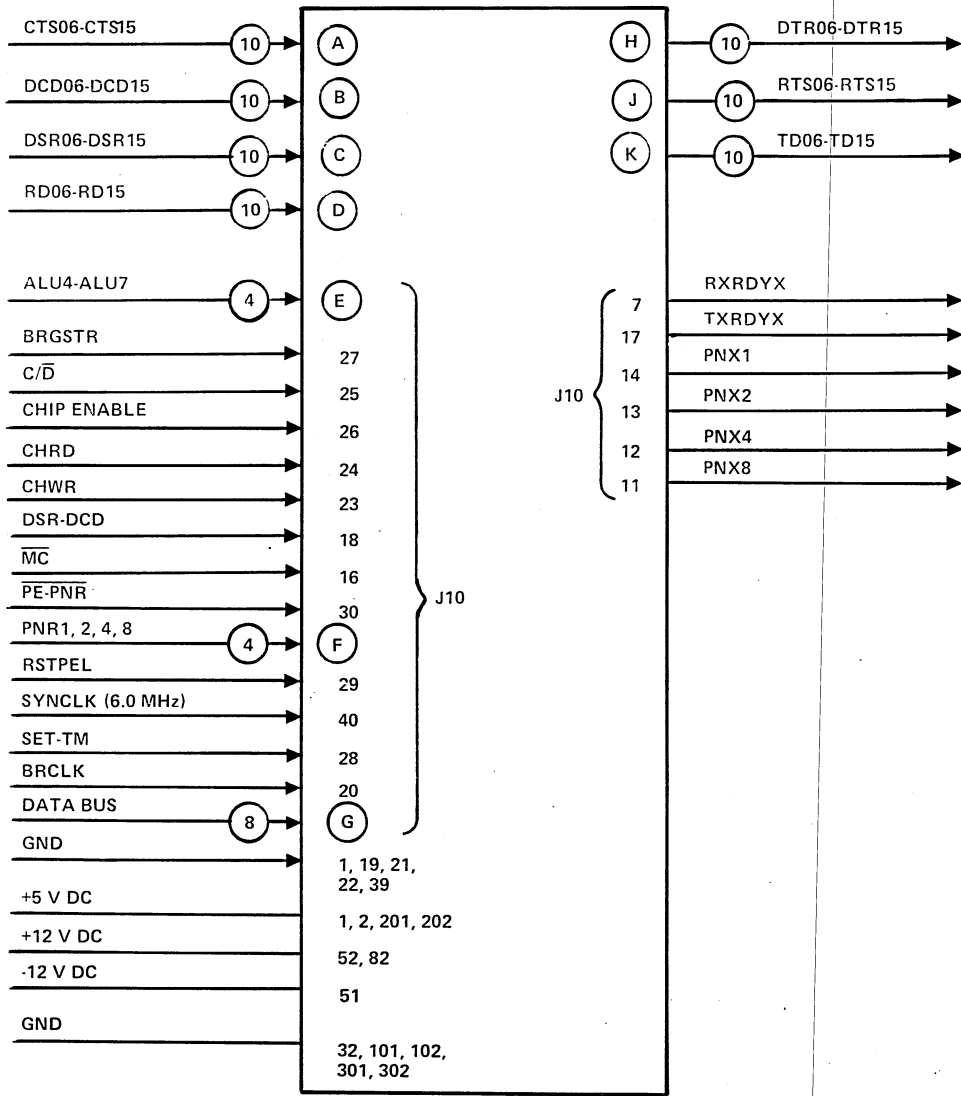 CTS06-CTS15
10
A
DCD06-DCD15
10
B
DSR06-DSR15
10
C
RD06-RD15
10
D
ALU4-ALU7
4
E
BRGSTR
27
C/D̅
25
CHIP ENABLE
26
CHRD
24
CHWR
23
DSR-DCD
18
M̅C̅
16
P̅E̅-̅P̅N̅R̅
30
PNR1, 2, 4, 8
4
F
RSTPEL
29
SYNCLK (6.0 MHz)
40
SET-TM
28
BRCLK
20
DATA BUS
8
G
J10
GND
1, 19, 21,
22, 39
+5 V DC
1, 2, 201, 202
+12 V DC
52, 82
-12 V DC
51
GND
32, 101, 102,
301, 302
H
10
DTR06-DTR15
J
10
RTS06-RTS15
K
10
TD06-TD15
J10
7
RXRDYX
17
TXRDYX
14
PNX1
13
PNX2
12
PNX4
11
PNX8